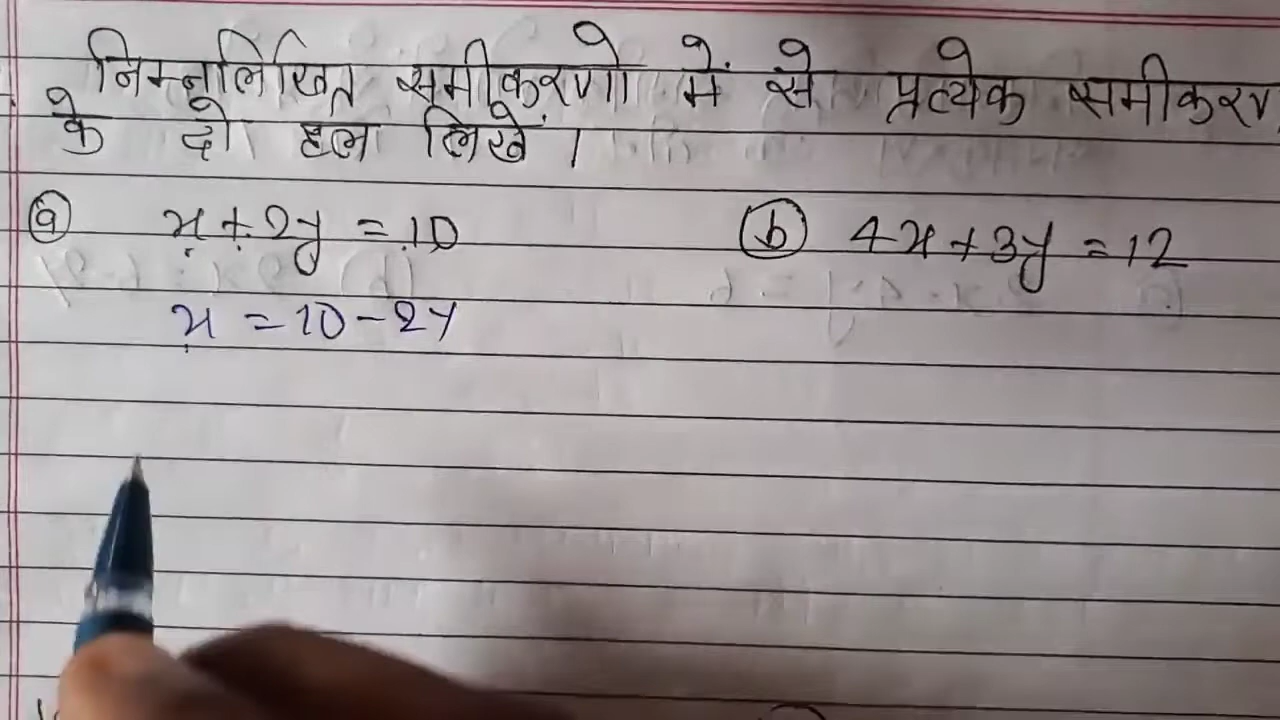 निम्नलिखित समीकरणो में से प्रत्येक समीकरण
के दो हल लिखें ।
(a) x + 2y = 10 (b) 4x + 3y = 12
x = 10 - 2y